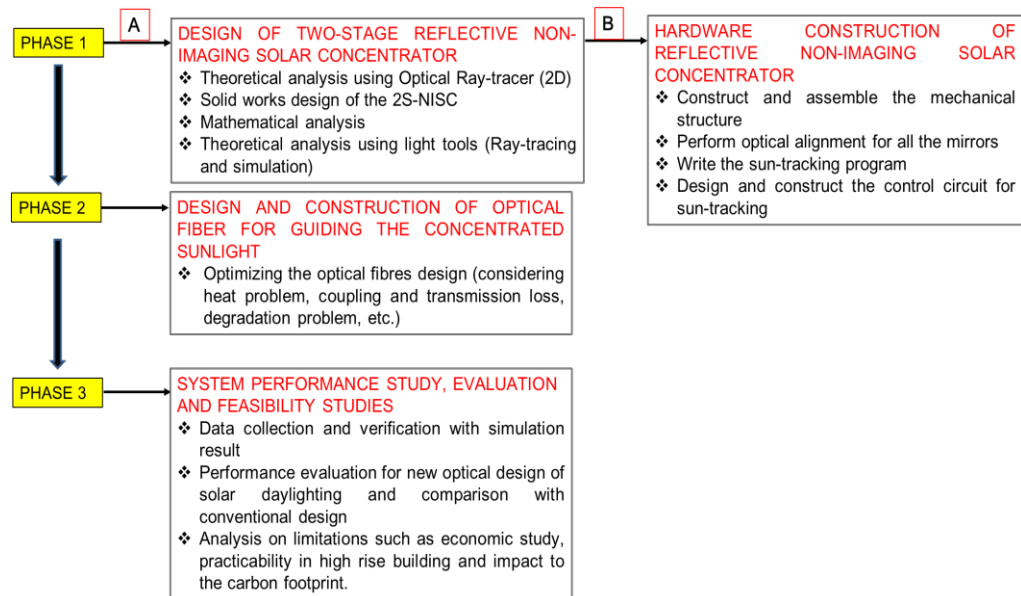 PHASE 1
A
DESIGN OF TWO-STAGE REFLECTIVE NON-
IMAGING SOLAR CONCENTRATOR
❖ Theoretical analysis using Optical Ray-tracer (2D)
❖ Solid works design of the 2S-NISC
❖ Mathematical analysis
❖ Theoretical analysis using light tools (Ray-tracing
and simulation)
B
HARDWARE CONSTRUCTION OF
REFLECTIVE NON-IMAGING SOLAR
CONCENTRATOR
❖ Construct and assemble the mechanical
structure
❖ Perform optical alignment for all the mirrors
❖ Write the sun-tracking program
❖ Design and construct the control circuit for
sun-tracking
PHASE 2
DESIGN AND CONSTRUCTION OF OPTICAL
FIBER FOR GUIDING THE CONCENTRATED
SUNLIGHT
❖ Optimizing the optical fibres design (considering
heat problem, coupling and transmission loss,
degradation problem, etc.)
PHASE 3
SYSTEM PERFORMANCE STUDY, EVALUATION
AND FEASIBILITY STUDIES
❖ Data collection and verification with simulation
result
❖ Performance evaluation for new optical design of
solar daylighting and comparison with
conventional design
❖ Analysis on limitations such as economic study,
practicability in high rise building and impact to
the carbon footprint.